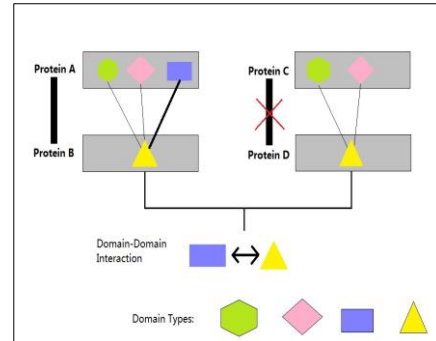 Protein A
Protein C
Protein B
Protein D
Domain-Domain
Interaction
Domain Types: